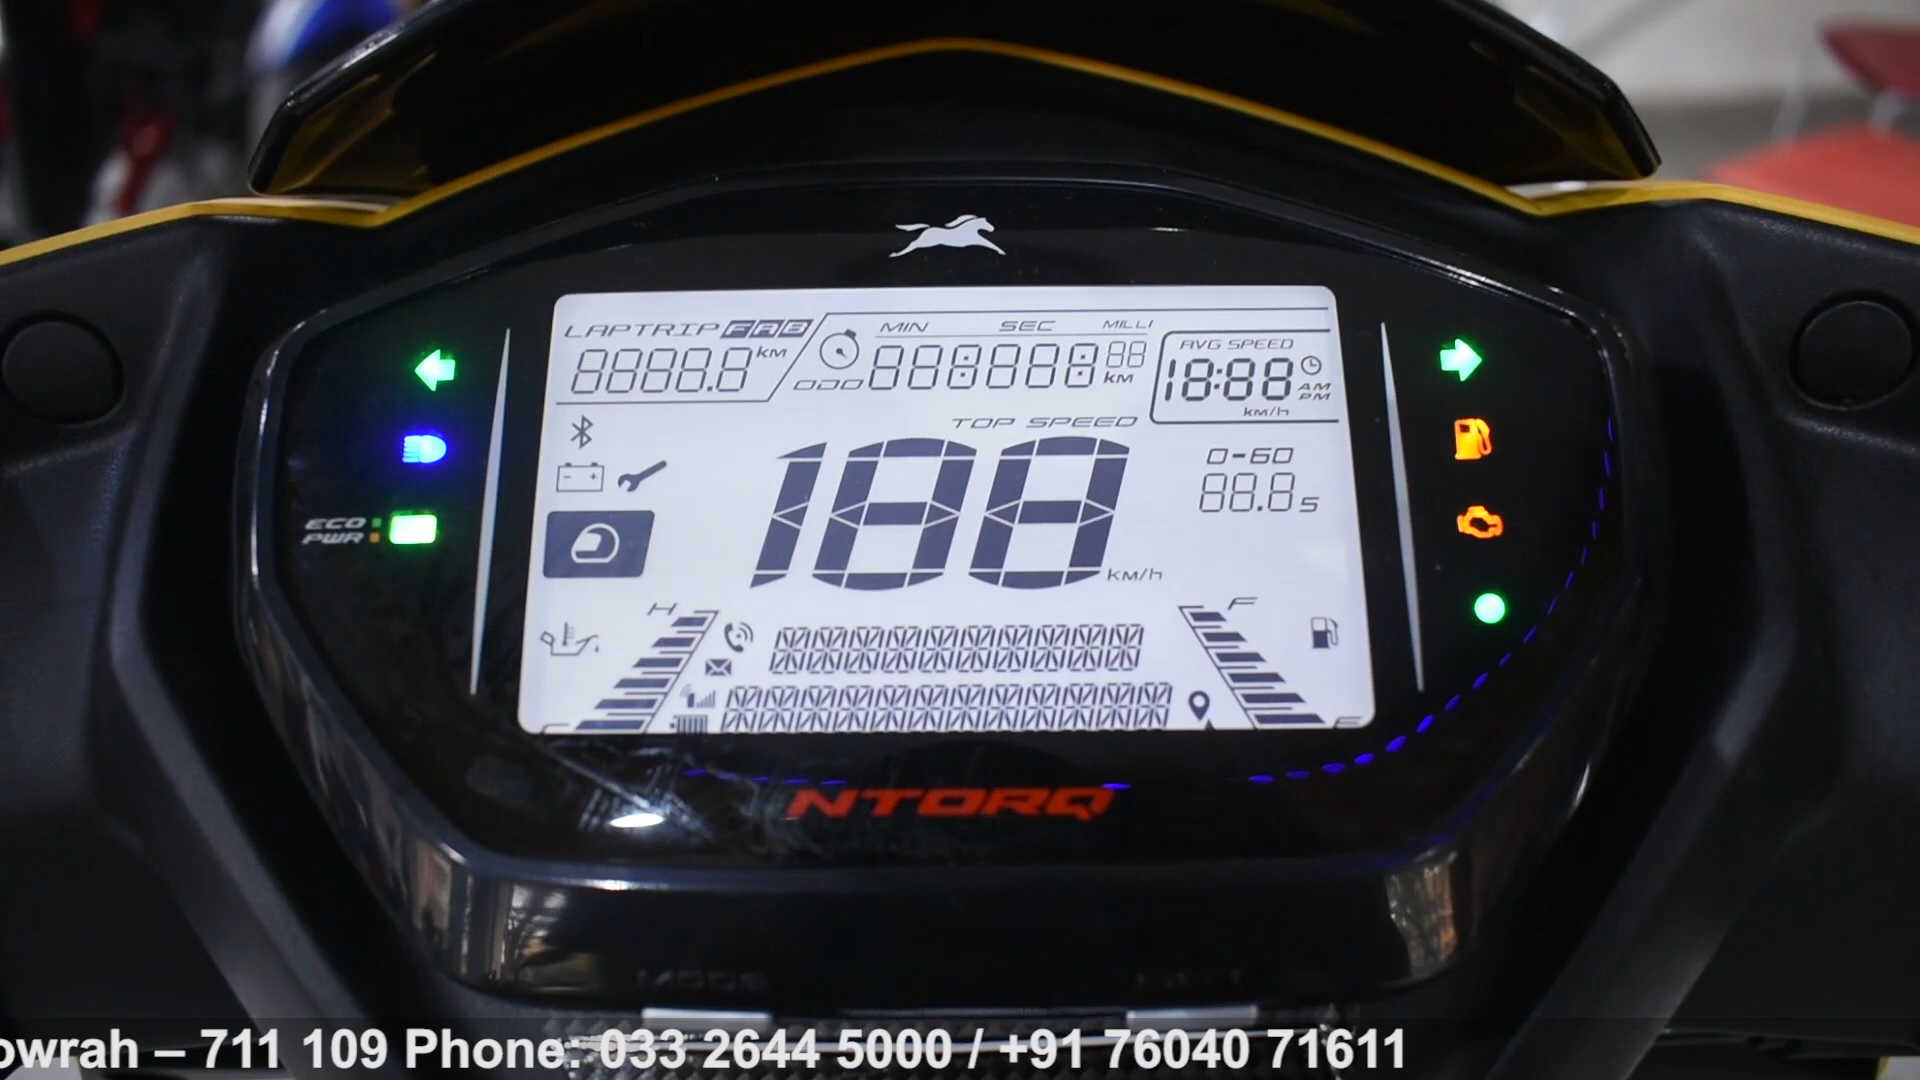 LAPTRIP F A B
8888.8 KM
MIN SEC MILLI
ODO 888:888:88 KM
AVG SPEED
18:88 AM PM
KM/H
TOP SPEED
188 KM/H
0-60
88.8 S
ECO
PWR
H
F
C
E
NTORQ
MODE
owrah – 711 109 Phone: 033 2644 5000 / +91 76040 71611